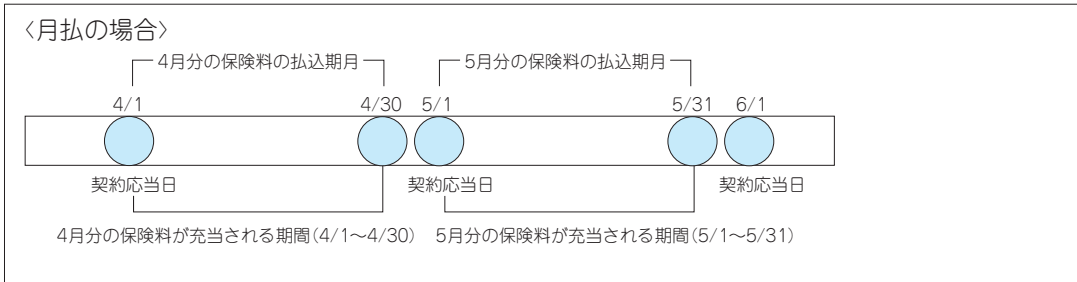 〈月払の場合〉
4月分の保険料の払込期月 5月分の保険料の払込期月
4/1 4/30 5/1 5/31 6/1
契約応当日 契約応当日 契約応当日
4月分の保険料が充当される期間(4/1～4/30) 5月分の保険料が充当される期間(5/1～5/31)